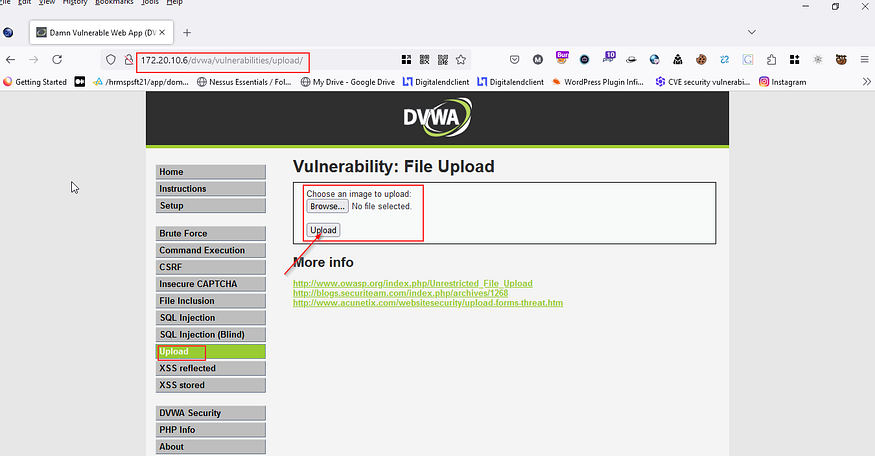 File Edit View History Bookmarks Tools Help
Damn Vulnerable Web App (DV
172.20.10.6/dvwa/vulnerabilities/upload/
Bur
10
php
Getting Started
/hrmspsft21/app/dom...
Nessus Essentials / Fol...
My Drive - Google Drive
Digitalendclient
Digitalendclient
WordPress Plugin Infi...
CVE security vulnerabi...
Instagram
DVWA
Home
Instructions
Setup
Brute Force
Command Execution
CSRF
Insecure CAPTCHA
File Inclusion
SQL Injection
SQL Injection (Blind)
Upload
XSS reflected
XSS stored
DVWA Security
PHP Info
About
Vulnerability: File Upload
Choose an image to upload:
Browse... No file selected.
Upload
More info
http://www.owasp.org/index.php/Unrestricted_File_Upload
http://blogs.securiteam.com/index.php/archives/1268
http://www.acunetix.com/websitesecurity/upload-forms-threat.htm